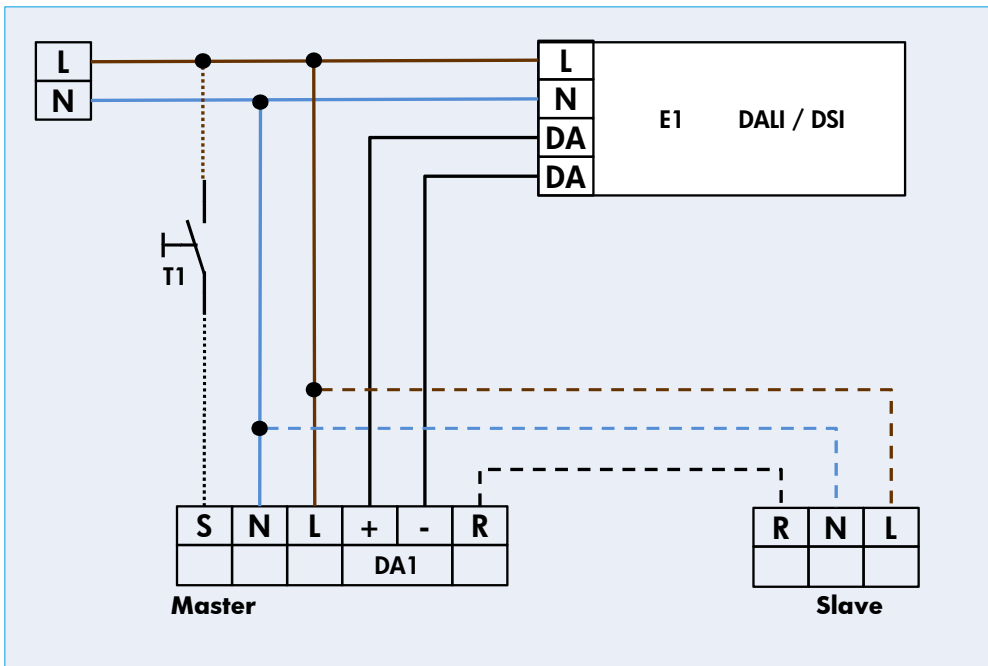 L
L
N
N
E1 DALI / DSI
DA
DA
T1
S N L + - R
R N L
DA1
Master
Slave